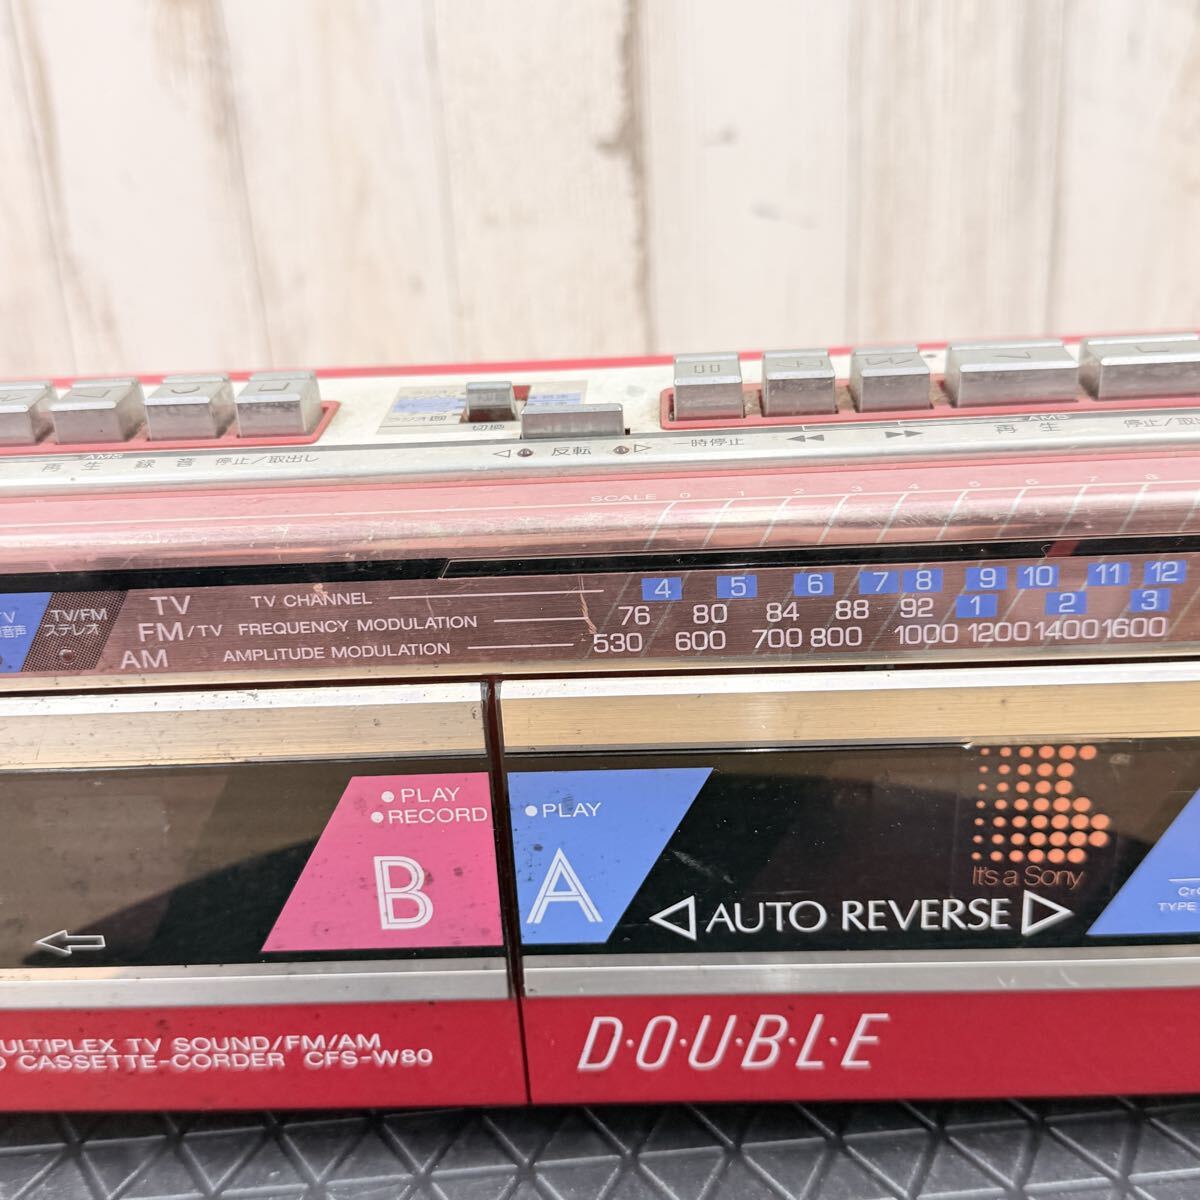 切換
AMS
再生 録音 停止/取出し
反転
一時停止
AMS
再生
停止/取出
SCALE 0 1 2 3 4 5 6 7 8
TV/FM
ステレオ
TV TV CHANNEL 4 5 6 7 8 9 10 11 12
FM/TV FREQUENCY MODULATION 76 80 84 88 92 1 2 3
AM AMPLITUDE MODULATION 530 600 700 800 1000 1200 1400 1600
•PLAY
•RECORD
B
•PLAY
A
AUTO REVERSE
It's a Sony
TYPE
ULTIPLEX TV SOUND/FM/AM
CASSETTE-CORDER CFS-W80
D·O·U·B·L·E